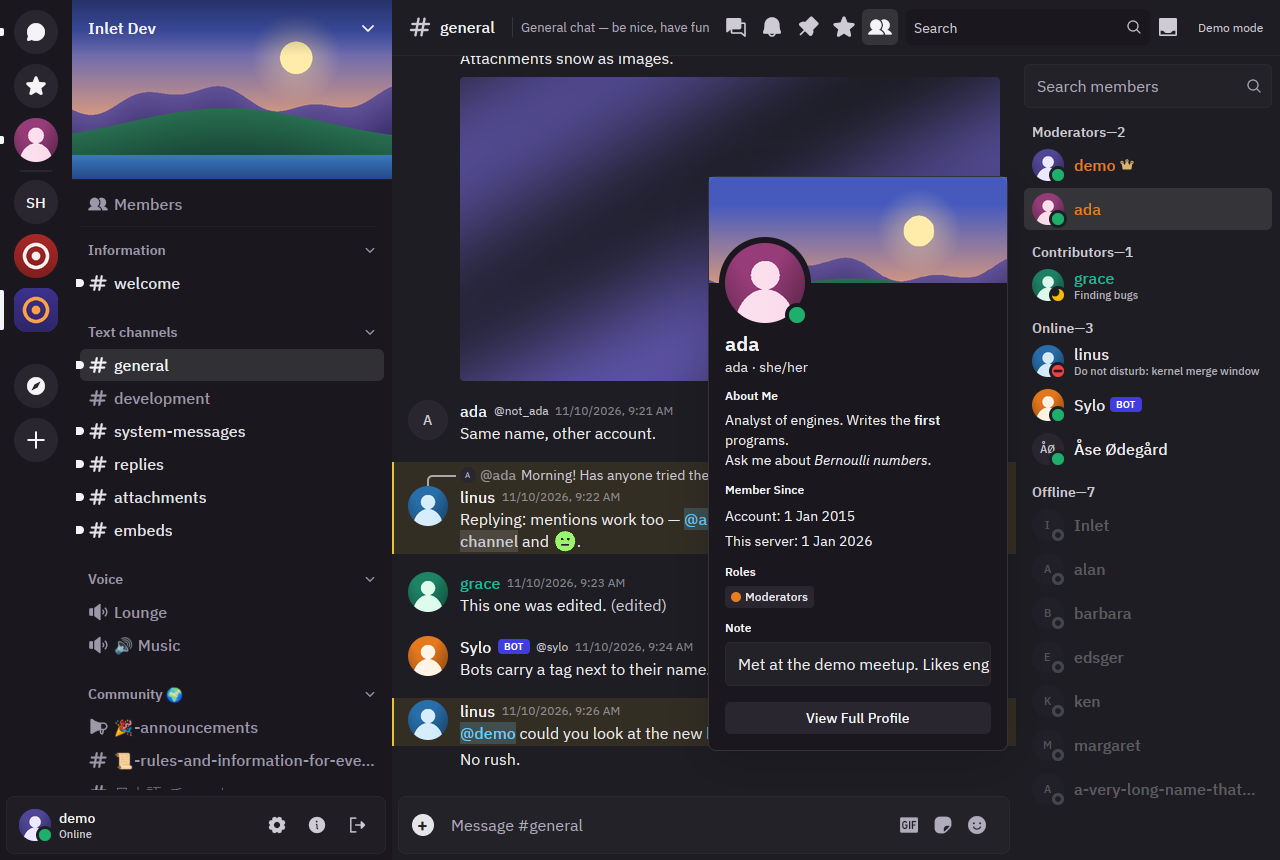 SH
Inlet Dev
Members
Information
welcome
Text channels
general
development
system-messages
replies
attachments
embeds
Voice
Lounge
🔊 Music
Community 🌍
🎉-announcements
📜-rules-and-information-for-eve...
demo
Online
general
General chat — be nice, have fun
Search
Demo mode
Attachments show as images.
A
ada @not_ada 11/10/2026, 9:21 AM
Same name, other account.
A @ada Morning! Has anyone tried the
linus 11/10/2026, 9:22 AM
Replying: mentions work too — @a
channel and 😐.
grace 11/10/2026, 9:23 AM
This one was edited. (edited)
Sylo BOT @sylo 11/10/2026, 9:24 AM
Bots carry a tag next to their name.
linus 11/10/2026, 9:26 AM
@demo could you look at the new
No rush.
Message #general
GIF
ada
ada · she/her
About Me
Analyst of engines. Writes the first
programs.
Ask me about Bernoulli numbers.
Member Since
Account: 1 Jan 2015
This server: 1 Jan 2026
Roles
Moderators
Note
Met at the demo meetup. Likes eng
View Full Profile
Search members
Moderators—2
demo
ada
Contributors—1
grace
Finding bugs
Online—3
linus
Do not disturb: kernel merge window
Sylo BOT
ÅØ
Åse Ødegård
Offline—7
I
Inlet
A
alan
B
barbara
E
edsger
K
ken
M
margaret
A
a-very-long-name-that...